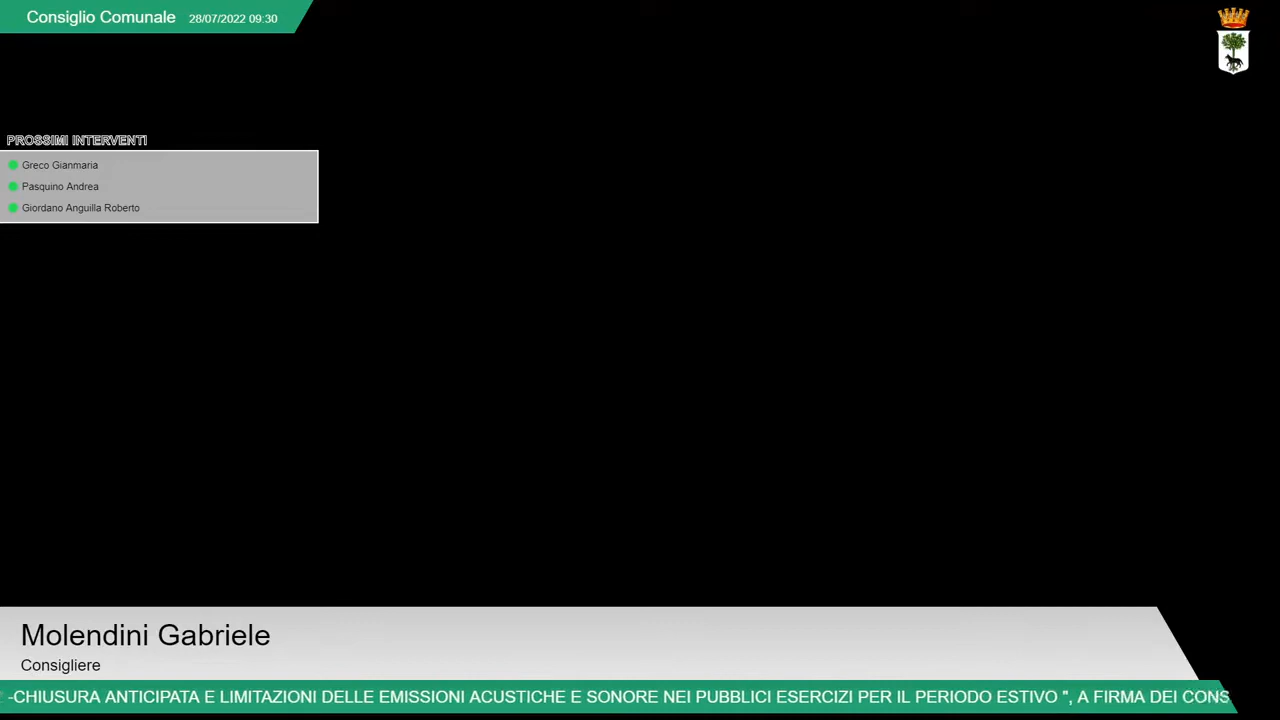 Consiglio Comunale 28/07/2022 09:30
PROSSIMI INTERVENTI
Greco Gianmaria
Pasquino Andrea
Giordano Anguilla Roberto
Molendini Gabriele
Consigliere
-CHIUSURA ANTICIPATA E LIMITAZIONI DELLE EMISSIONI ACUSTICHE E SONORE NEI PUBBLICI ESERCIZI PER IL PERIODO ESTIVO ", A FIRMA DEI CONS